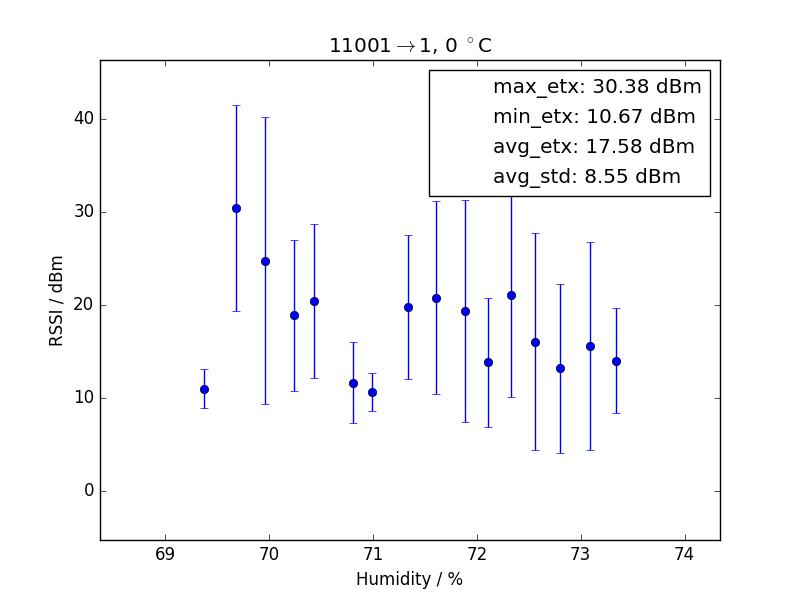 11001→1, 0 °C
max_etx: 30.38 dBm
min_etx: 10.67 dBm
avg_etx: 17.58 dBm
avg_std: 8.55 dBm
RSSI / dBm
40
30
20
10
0
69 70 71 72 73 74
Humidity / %